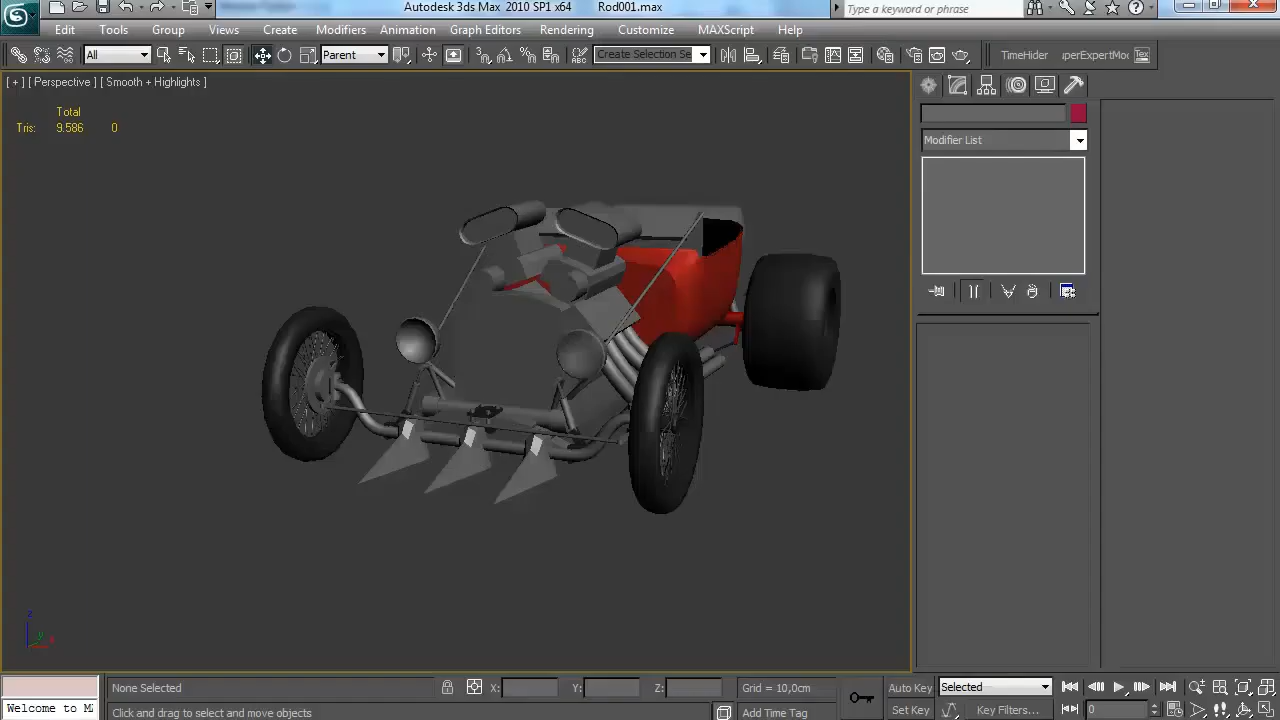 Autodesk 3ds Max 2010 SP1 x64 Rod001.max
Type a keyword or phrase
Edit Tools Group Views Create Modifiers Animation Graph Editors Rendering Customize MAXScript Help
All
Parent
Create Selection Se
TimeHider
uperExpertMoc
[ + ] [ Perspective ] [ Smooth + Highlights ]
Total
Tris: 9.586 0
Modifier List
z
y
x
None Selected
X:
Y:
Z:
Grid = 10,0cm
Auto Key
Selected
Welcome to M
Click and drag to select and move objects
Add Time Tag
Set Key
Key Filters...
0